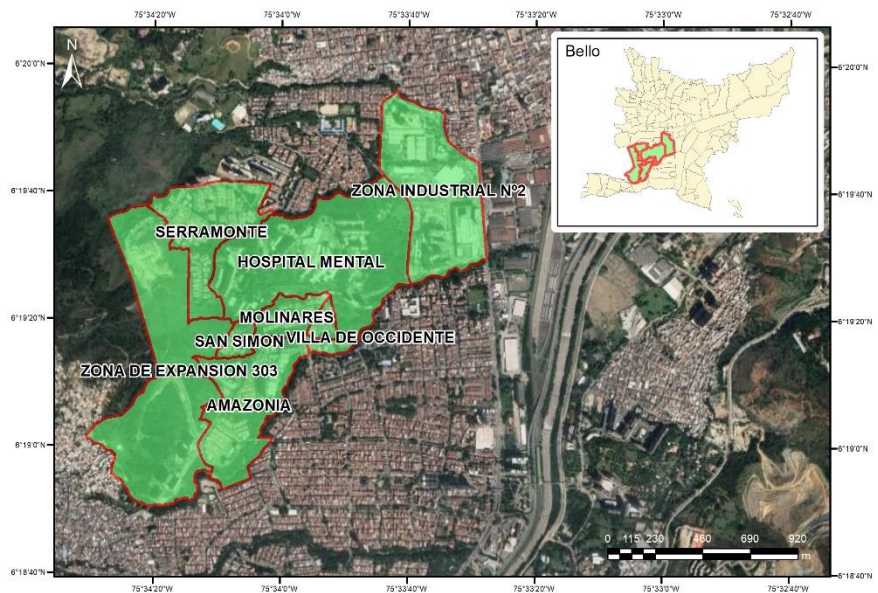 75°34'20"W 75°34'0"W 75°33'40"W 75°33'20"W 75°33'0"W 75°32'40"W
6°20'0"N
6°19'40"N
6°19'20"N
6°19'0"N
6°18'40"N
N
Bello
ZONA INDUSTRIAL Nº2
SERRAMONTE
HOSPITAL MENTAL
MOLINARES
SAN SIMON
VILLA DE OCCIDENTE
ZONA DE EXPANSION 303
AMAZONIA
0 115 230 460 690 920
m
6°20'0"N
6°19'40"N
6°19'20"N
6°19'0"N
6°18'40"N
75°34'20"W 75°34'0"W 75°33'40"W 75°33'20"W 75°33'0"W 75°32'40"W